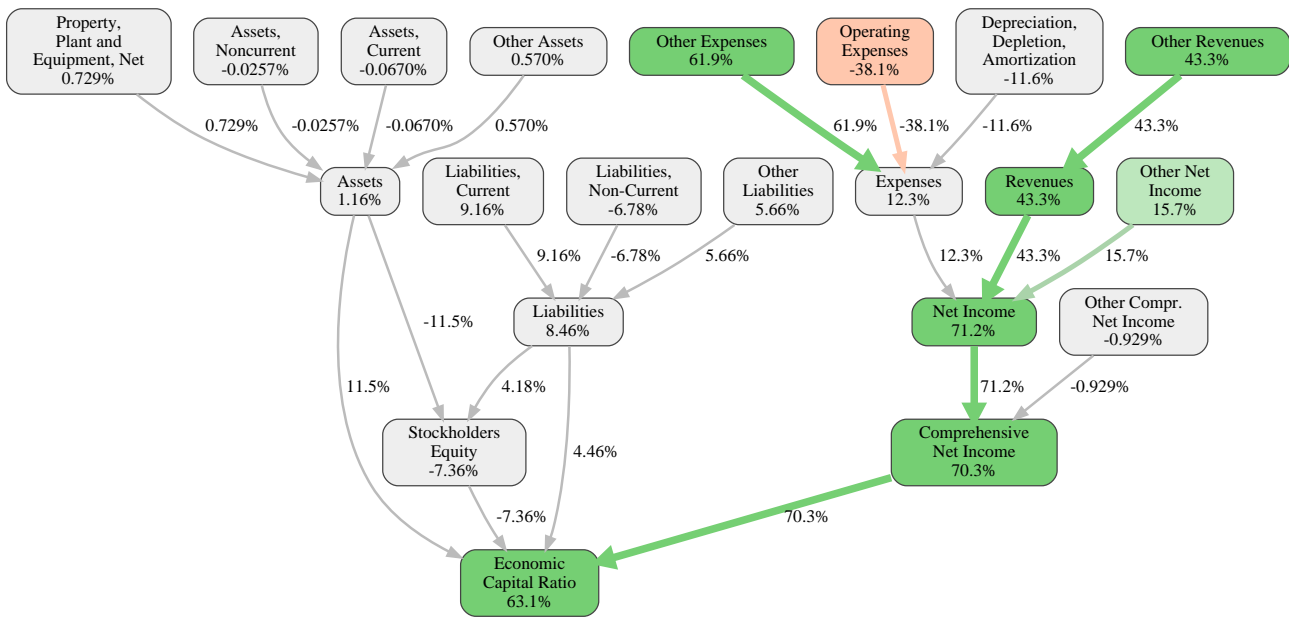 Property,
Plant and
Equipment, Net
0.729%
Assets,
Noncurrent
-0.0257%
Assets,
Current
-0.0670%
Other Assets
0.570%
Other Expenses
61.9%
Operating
Expenses
-38.1%
Depreciation,
Depletion,
Amortization
-11.6%
Other Revenues
43.3%
0.729%
-0.0257%
-0.0670%
0.570%
61.9%
-38.1%
-11.6%
43.3%
Assets
1.16%
Liabilities,
Current
9.16%
Liabilities,
Non-Current
-6.78%
Other
Liabilities
5.66%
Expenses
12.3%
Revenues
43.3%
Other Net
Income
15.7%
9.16%
-6.78%
5.66%
12.3%
43.3%
15.7%
Liabilities
8.46%
Net Income
71.2%
Other Compr.
Net Income
-0.929%
-11.5%
11.5%
4.18%
4.46%
71.2%
-0.929%
Stockholders
Equity
-7.36%
Comprehensive
Net Income
70.3%
-7.36%
70.3%
Economic
Capital Ratio
63.1%